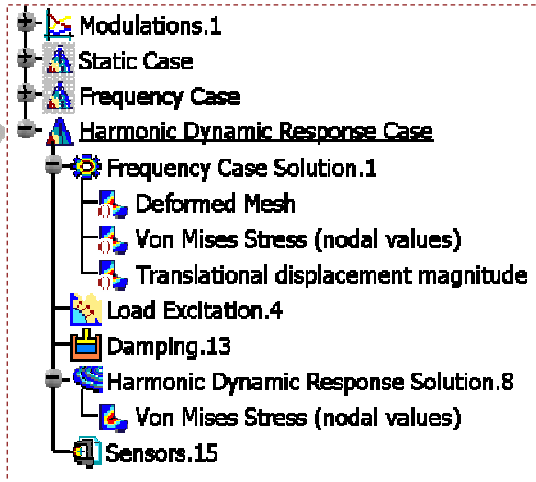 Modulations.1
Static Case
Frequency Case
Harmonic Dynamic Response Case
Frequency Case Solution.1
Deformed Mesh
Von Mises Stress (nodal values)
Translational displacement magnitude
Load Excitation.4
Damping.13
Harmonic Dynamic Response Solution.8
Von Mises Stress (nodal values)
Sensors.15